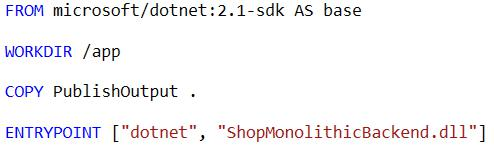 FROM microsoft/dotnet:2.1-sdk AS base
WORKDIR /app
COPY PublishOutput .
ENTRYPOINT ["dotnet", "ShopMonolithicBackend.dll"]